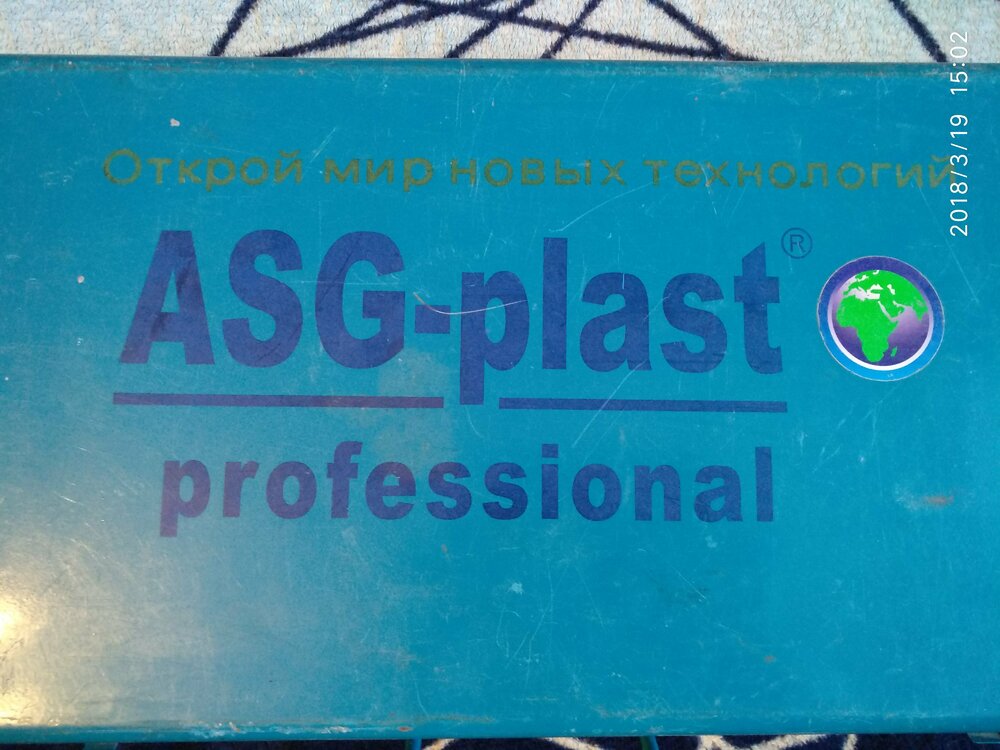 Открой мир новых технологий
ASG-plast®
professional
2018/3/19 15:02